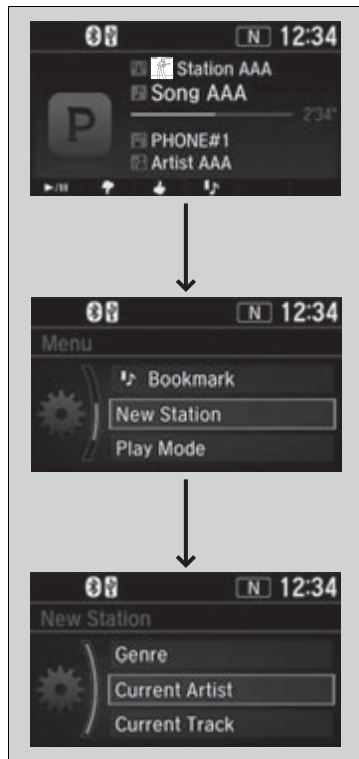 N 12:34
Station AAA
Song AAA
P
2'34"
PHONE#1
Artist AAA
►/II
N 12:34
Menu
Bookmark
New Station
Play Mode
N 12:34
New Station
Genre
Current Artist
Current Track